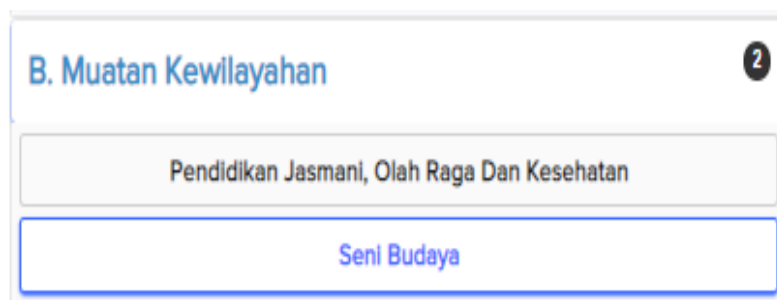 B. Muatan Kewilayahan
2
Pendidikan Jasmani, Olah Raga Dan Kesehatan
Seni Budaya